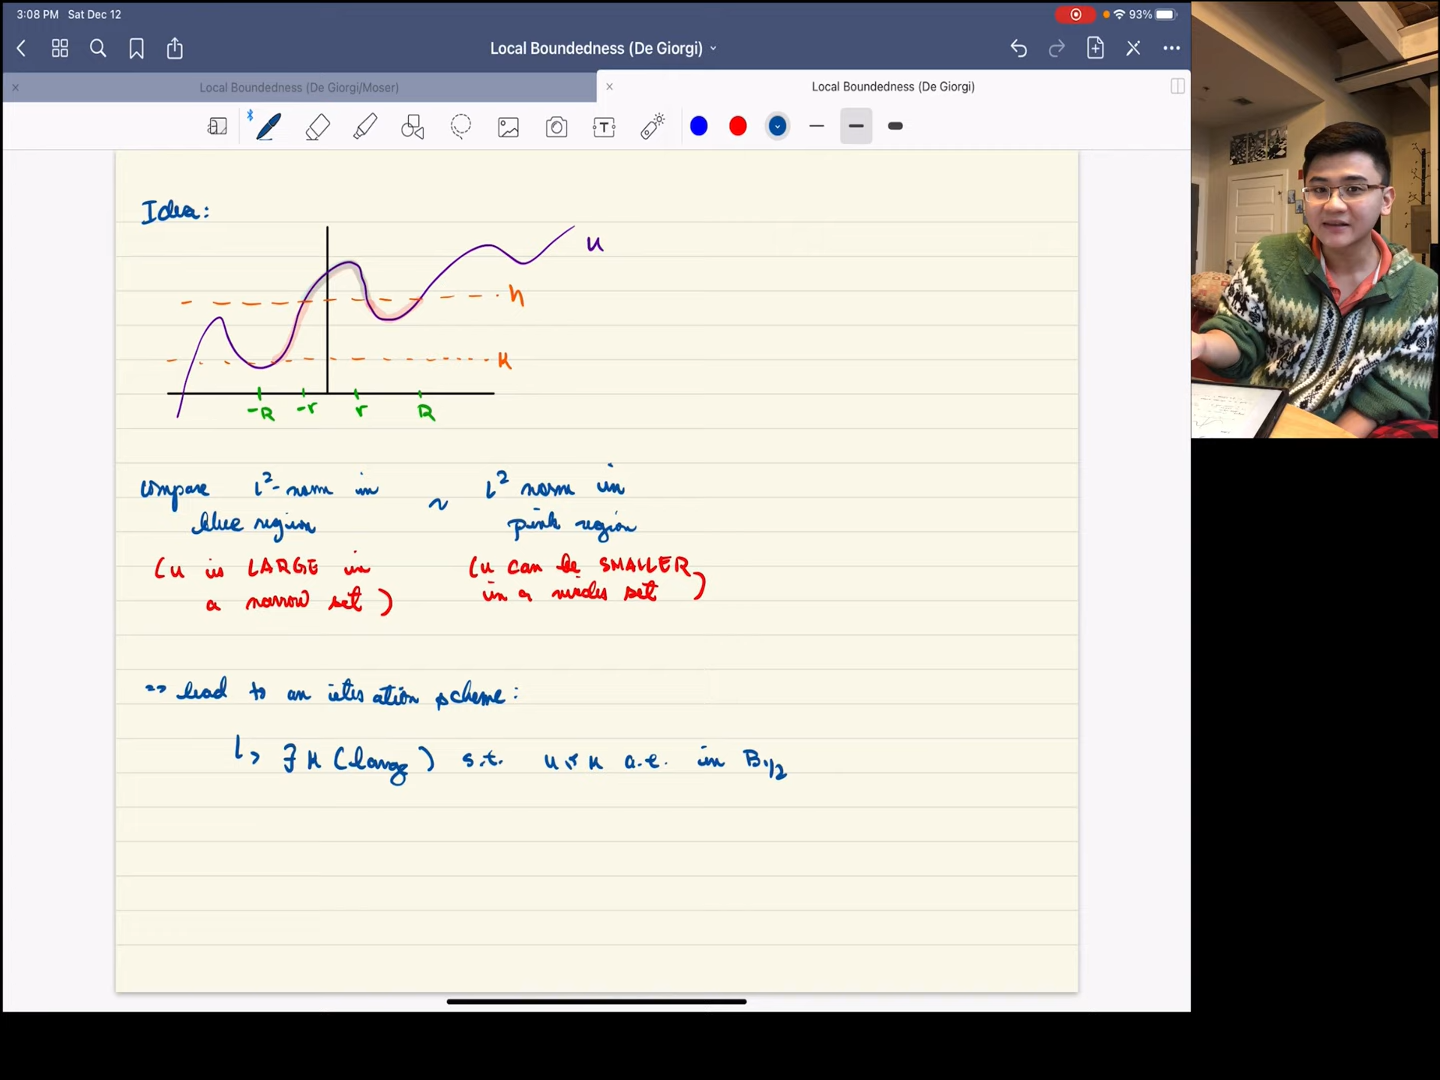 3:08 PM Sat Dec 12
93%
Local Boundedness (De Giorgi)
Local Boundedness (De Giorgi/Moser)
Local Boundedness (De Giorgi)
Idea:
u
h
k
-R -r r R
compare L²-norm in ~ L² norm in
blue region pink region
(u is LARGE in (u can be SMALLER
a narrow set) in a wider set)
~> lead to an iteration scheme:
↳ ∃ k (large) s.t. u ≤ k a.e. in B1/2